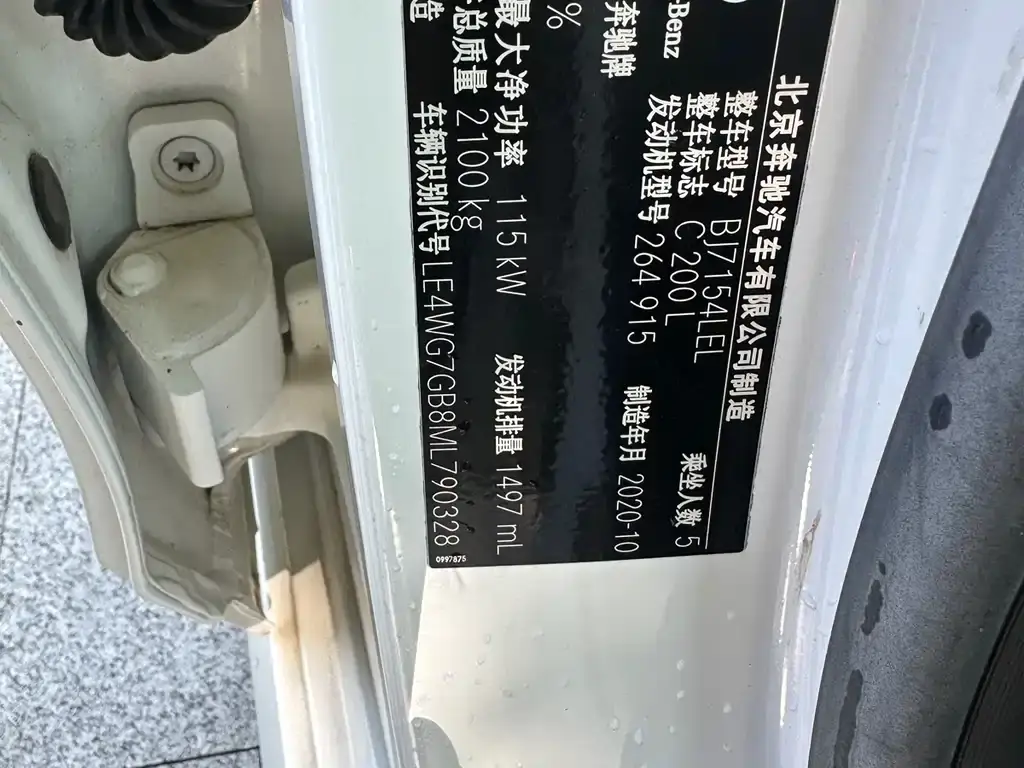 北京奔驰汽车有限公司制造
-Benz
整车型号 BJ7154LEL
整车标志 C 200 L 乘坐人数 5
奔驰牌 发动机型号 264 915 制造年月 2020-10
%
最大净功率 115 kW 发动机排量 1497 mL
总质量 2100 kg
造 车辆识别代号 LE4WG7GB8ML790328
0997875